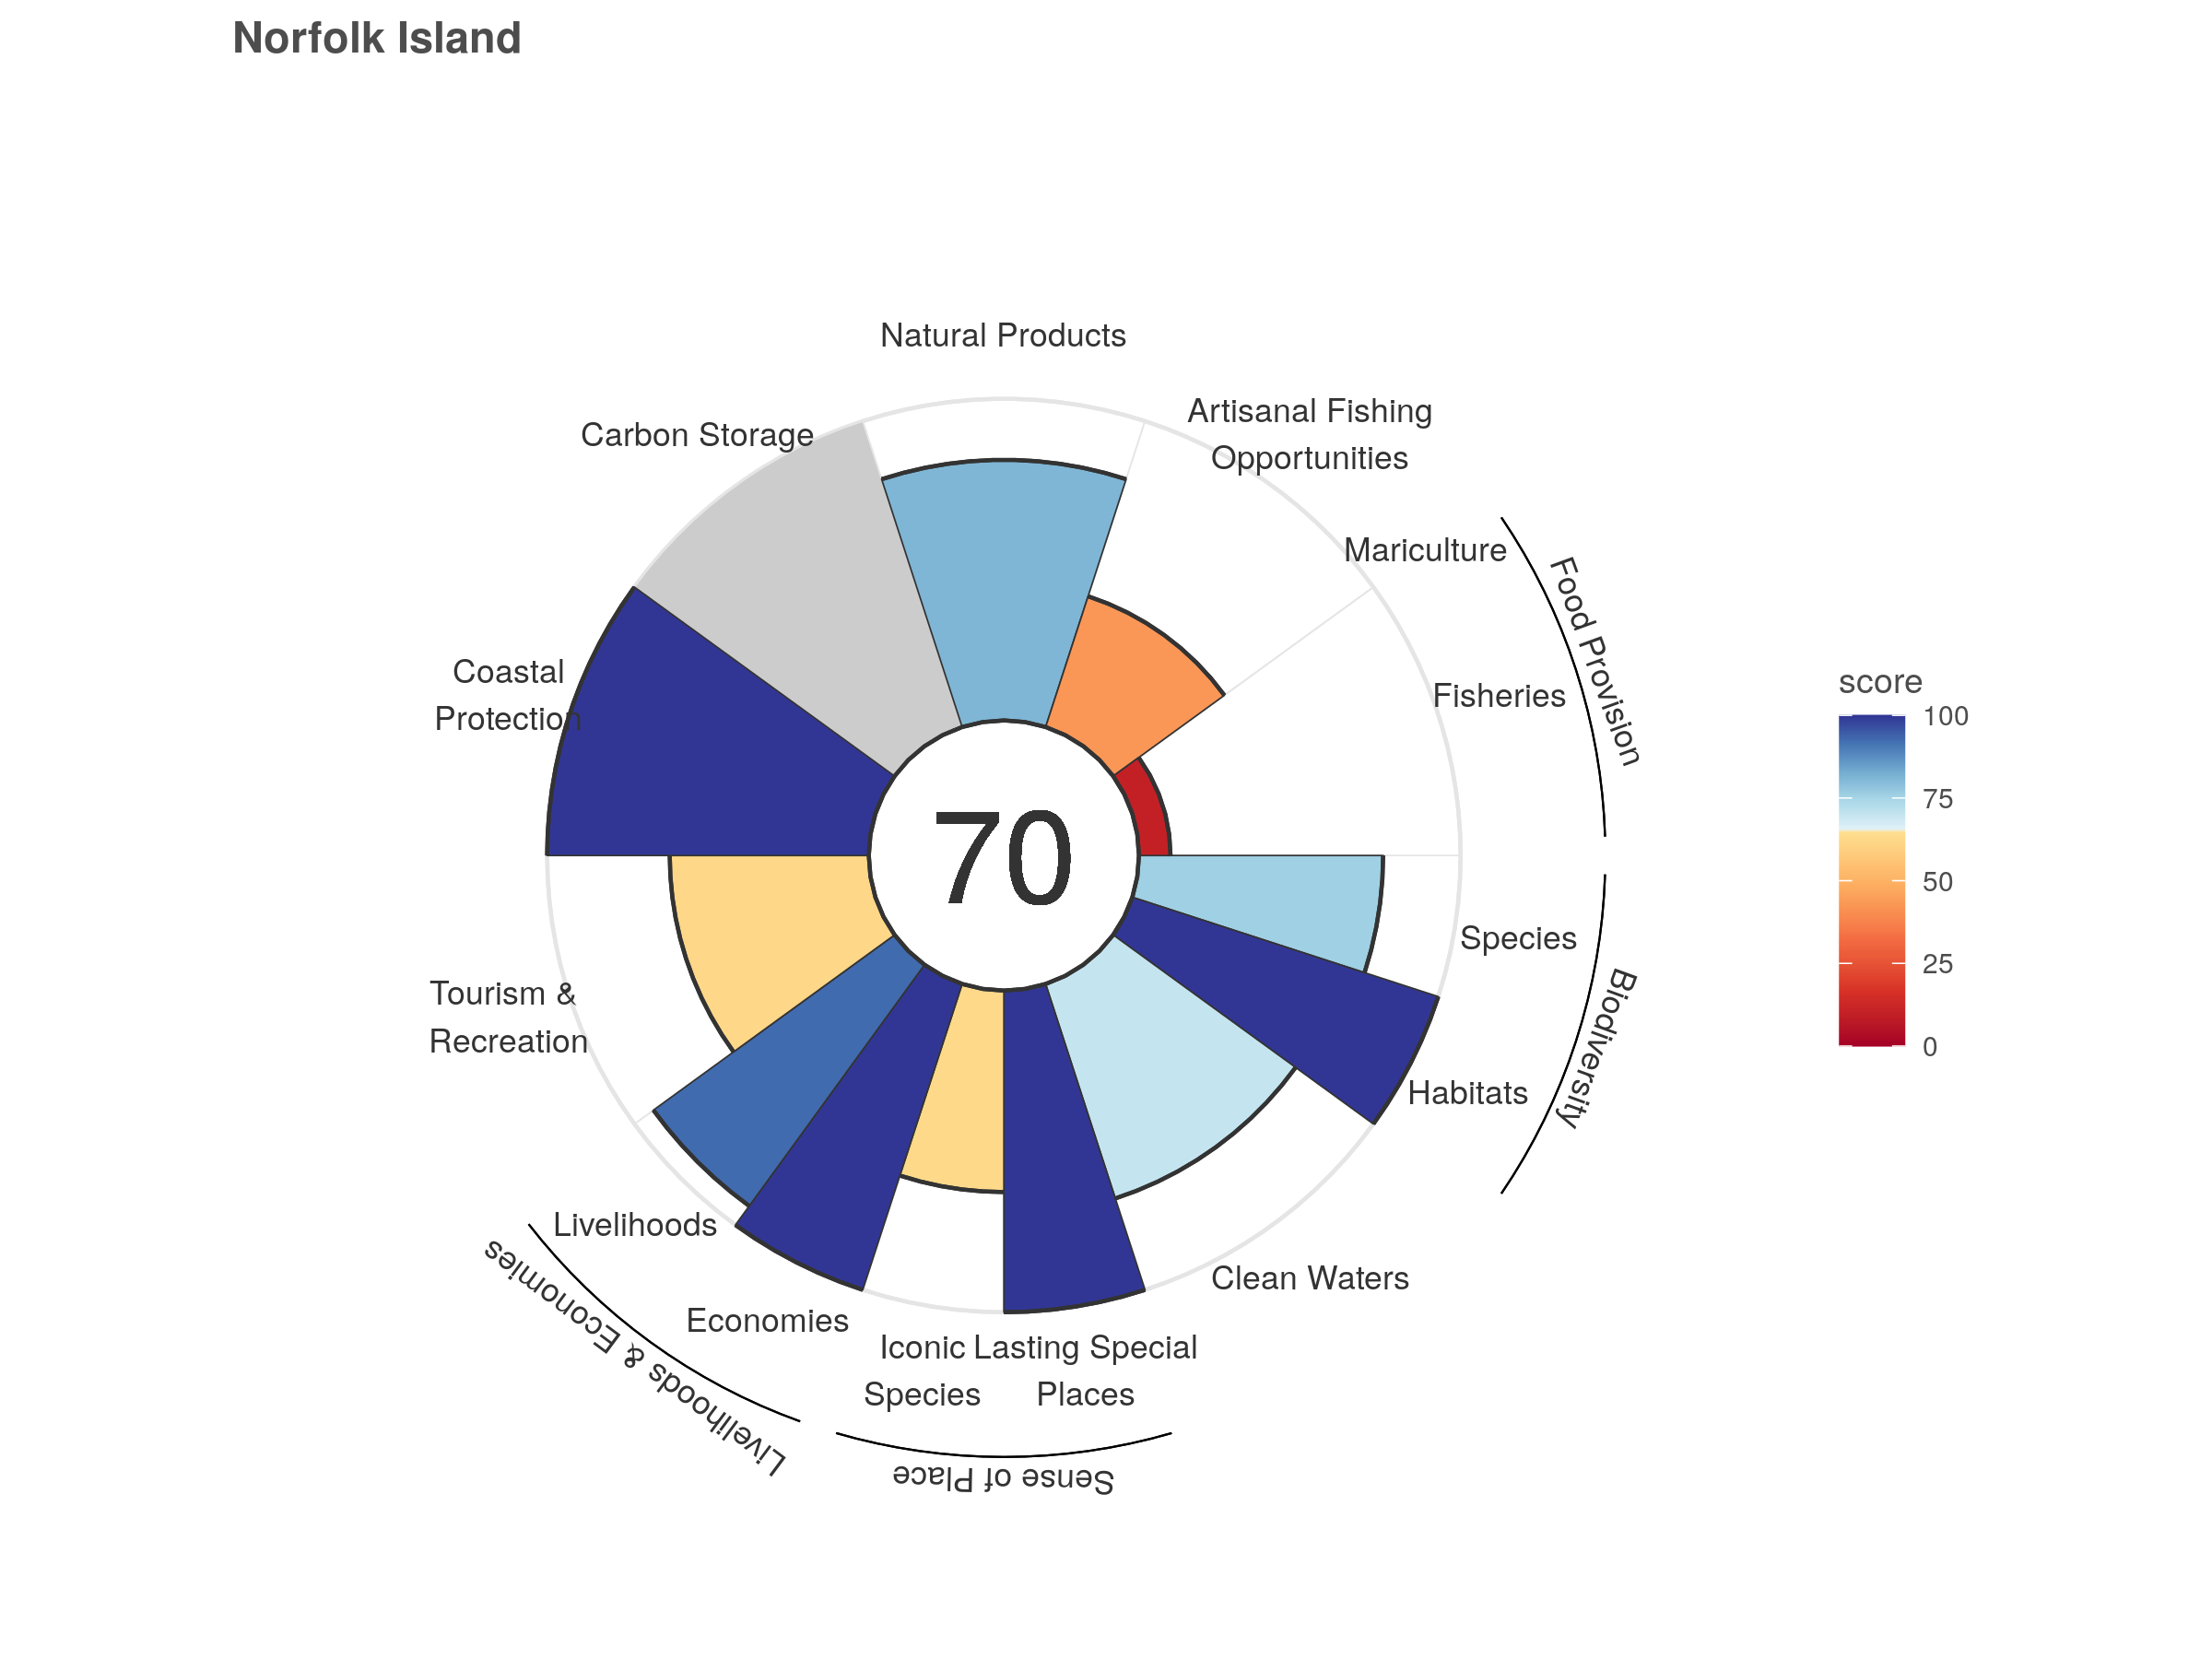 Norfolk Island
Natural Products
Artisanal Fishing
Opportunities
Carbon Storage
Mariculture
Food Provision
Fisheries
Coastal
Protection
score
100
75
50
25
0
70
Species
Biodiversity
Habitats
Tourism &
Recreation
Livelihoods
Livelihoods & Economies
Economies
Clean Waters
Iconic
Species
Lasting Special
Places
Sense of Place